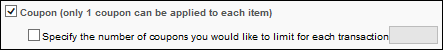 Coupon (only 1 coupon can be applied to each item)
Specify the number of coupons you would like to limit for each transaction